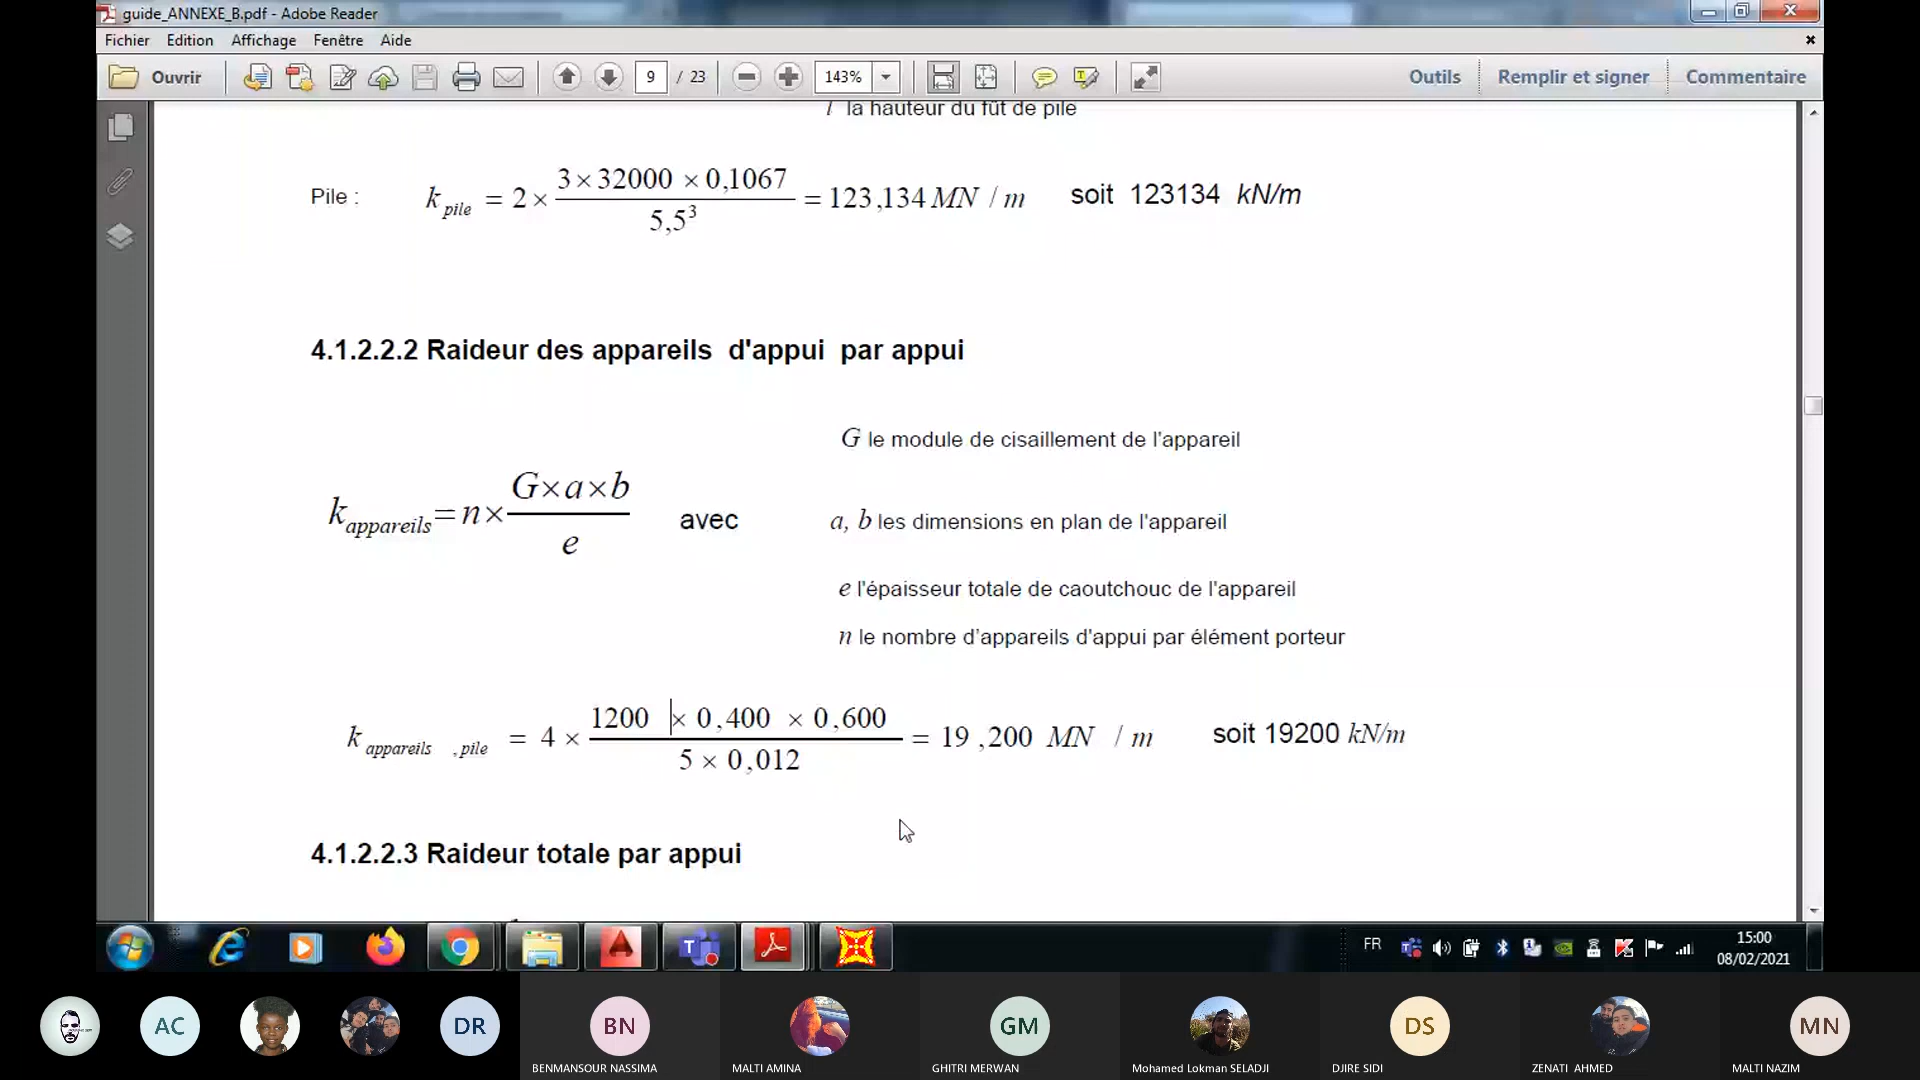 guide_ANNEXE_B.pdf - Adobe Reader
Fichier Edition Affichage Fenêtre Aide
Ouvrir 9 / 23 143% Outils Remplir et signer Commentaire
l la hauteur du fût de pile
Pile : k pile = 2 × 3 × 32000 × 0,1067 / 5,5³ = 123,134 MN / m soit 123134 kN/m
4.1.2.2.2 Raideur des appareils d'appui par appui
G le module de cisaillement de l'appareil
k appareils = n × G×a×b / e avec a, b les dimensions en plan de l'appareil
e l'épaisseur totale de caoutchouc de l'appareil
n le nombre d'appareils d'appui par élément porteur
k appareils ,pile = 4 × 1200 × 0,400 × 0,600 / 5 × 0,012 = 19 ,200 MN / m soit 19200 kN/m
4.1.2.2.3 Raideur totale par appui
FR 15:00
08/02/2021
AC DR BN GM DS MN
BENMANSOUR NASSIMA MALTI AMINA GHITRI MERWAN Mohamed Lokman SELADJI DJIRE SIDI ZENATI AHMED MALTI NAZIM